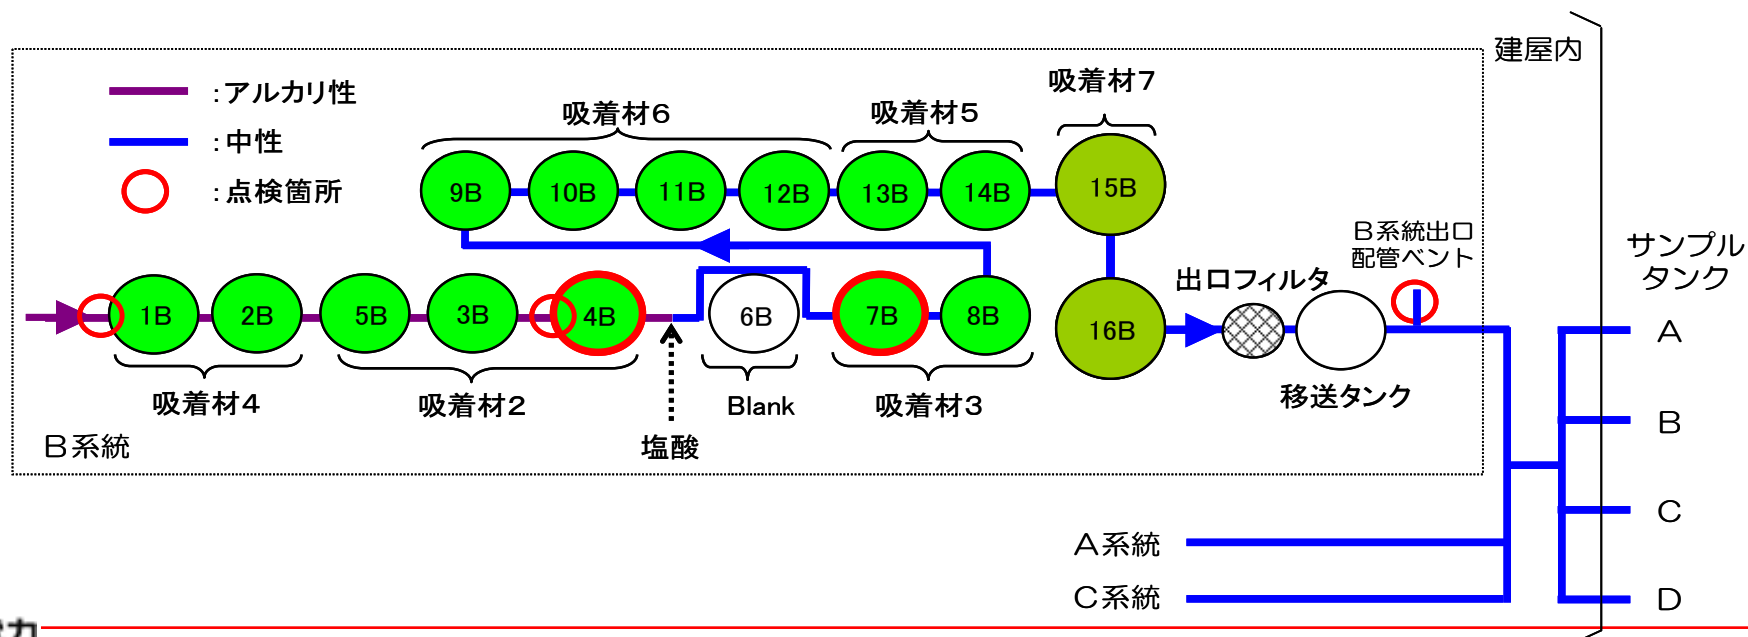 建屋内
:アルカリ性
:中性
:点検箇所
吸着材6
吸着材5
吸着材7
9B
10B
11B
12B
13B
14B
15B
B系統出口
配管ベント
サンプル
タンク
1B
2B
5B
3B
4B
6B
7B
8B
16B
出口フィルタ
移送タンク
吸着材4
吸着材2
塩酸
Blank
吸着材3
B系統
A
B
C
D
A系統
C系統